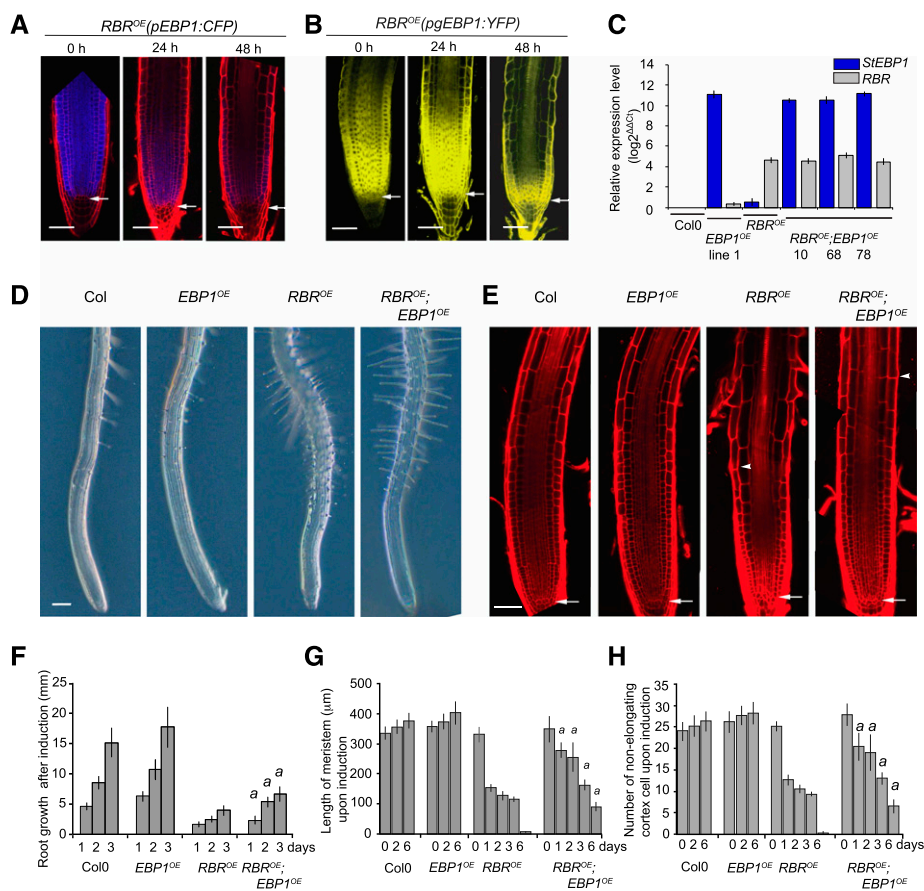 A
RBR^OE(pEBP1:CFP)
0 h 24 h 48 h
B
RBR^OE(pgEBP1:YFP)
0 h 24 h 48 h
C
StEBP1
RBR
Relative expression level
(log2^ΔΔCt)
14
12
10
8
6
4
2
0
Col0
EBP1^OE
line 1
RBR^OE
RBR^OE;EBP1^OE
10 68 78
D
Col EBP1^OE RBR^OE RBR^OE;
EBP1^OE
E
Col EBP1^OE RBR^OE RBR^OE;
EBP1^OE
F
Root growth after induction (mm)
25
20
15
10
5
0
a a a
1 2 3 1 2 3 1 2 3 1 2 3 days
Col0 EBP1^OE RBR^OE RBR^OE;
EBP1^OE
G
Length of meristem (μm)
upon induction
500
400
300
200
100
0
a a a a
0 2 6 0 2 6 0 1 2 3 6 0 1 2 3 6 days
Col0 EBP1^OE RBR^OE RBR^OE;
EBP1^OE
H
Number of non-elongating
cortex cell upon induction
35
30
25
20
15
10
5
0
a a a a
0 2 6 0 2 6 0 1 2 3 6 0 1 2 3 6 days
Col0 EBP1^OE RBR^OE RBR^OE;
EBP1^OE